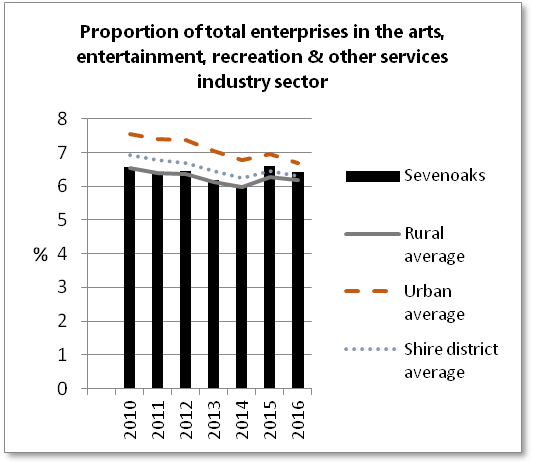 Proportion of total enterprises in the arts,
entertainment, recreation & other services
industry sector
8
7
6
5
4
3
2
1
0
%
2010
2011
2012
2013
2014
2015
2016
Sevenoaks
Rural
average
Urban
average
Shire district
average